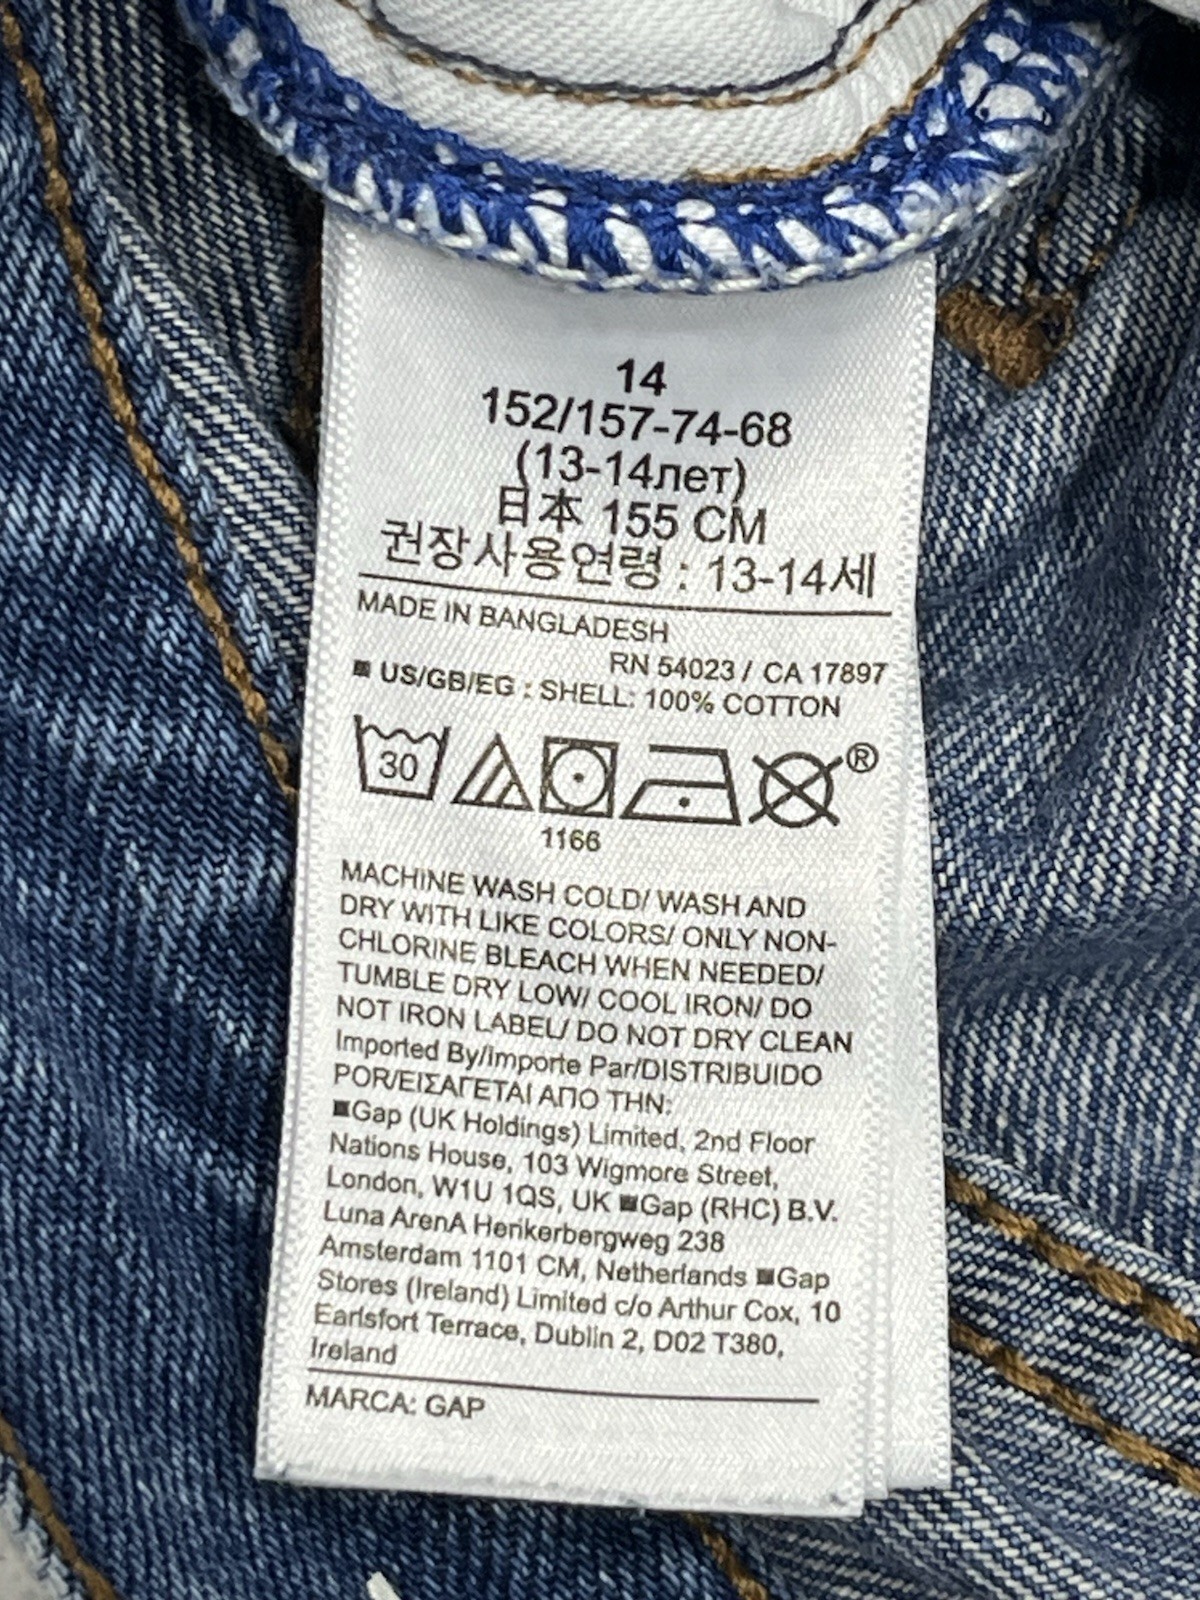 14
152/157-74-68
(13-14лет)
日本 155 CM
권장사용연령 : 13-14세
MADE IN BANGLADESH
RN 54023 / CA 17897
■ US/GB/EG : SHELL: 100% COTTON
30
®
1166
MACHINE WASH COLD/ WASH AND
DRY WITH LIKE COLORS/ ONLY NON-
CHLORINE BLEACH WHEN NEEDED/
TUMBLE DRY LOW/ COOL IRON/ DO
NOT IRON LABEL/ DO NOT DRY CLEAN
Imported By/Importe Par/DISTRIBUIDO
POR/ΕΙΣΑΓΕΤΑΙ ΑΠΟ ΤΗΝ:
■Gap (UK Holdings) Limited, 2nd Floor
Nations House, 103 Wigmore Street,
London, W1U 1QS, UK ■Gap (RHC) B.V.
Luna ArenA Herikerbergweg 238
Amsterdam 1101 CM, Netherlands ■Gap
Stores (Ireland) Limited c/o Arthur Cox, 10
Earlsfort Terrace, Dublin 2, D02 T380,
Ireland
MARCA: GAP